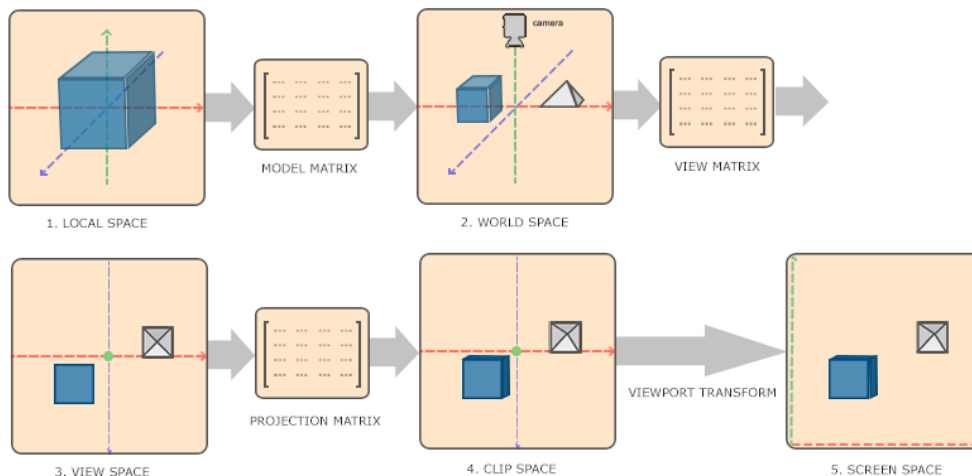 camera
MODEL MATRIX
VIEW MATRIX
1. LOCAL SPACE
2. WORLD SPACE
PROJECTION MATRIX
VIEWPORT TRANSFORM
3. VIEW SPACE
4. CLIP SPACE
5. SCREEN SPACE